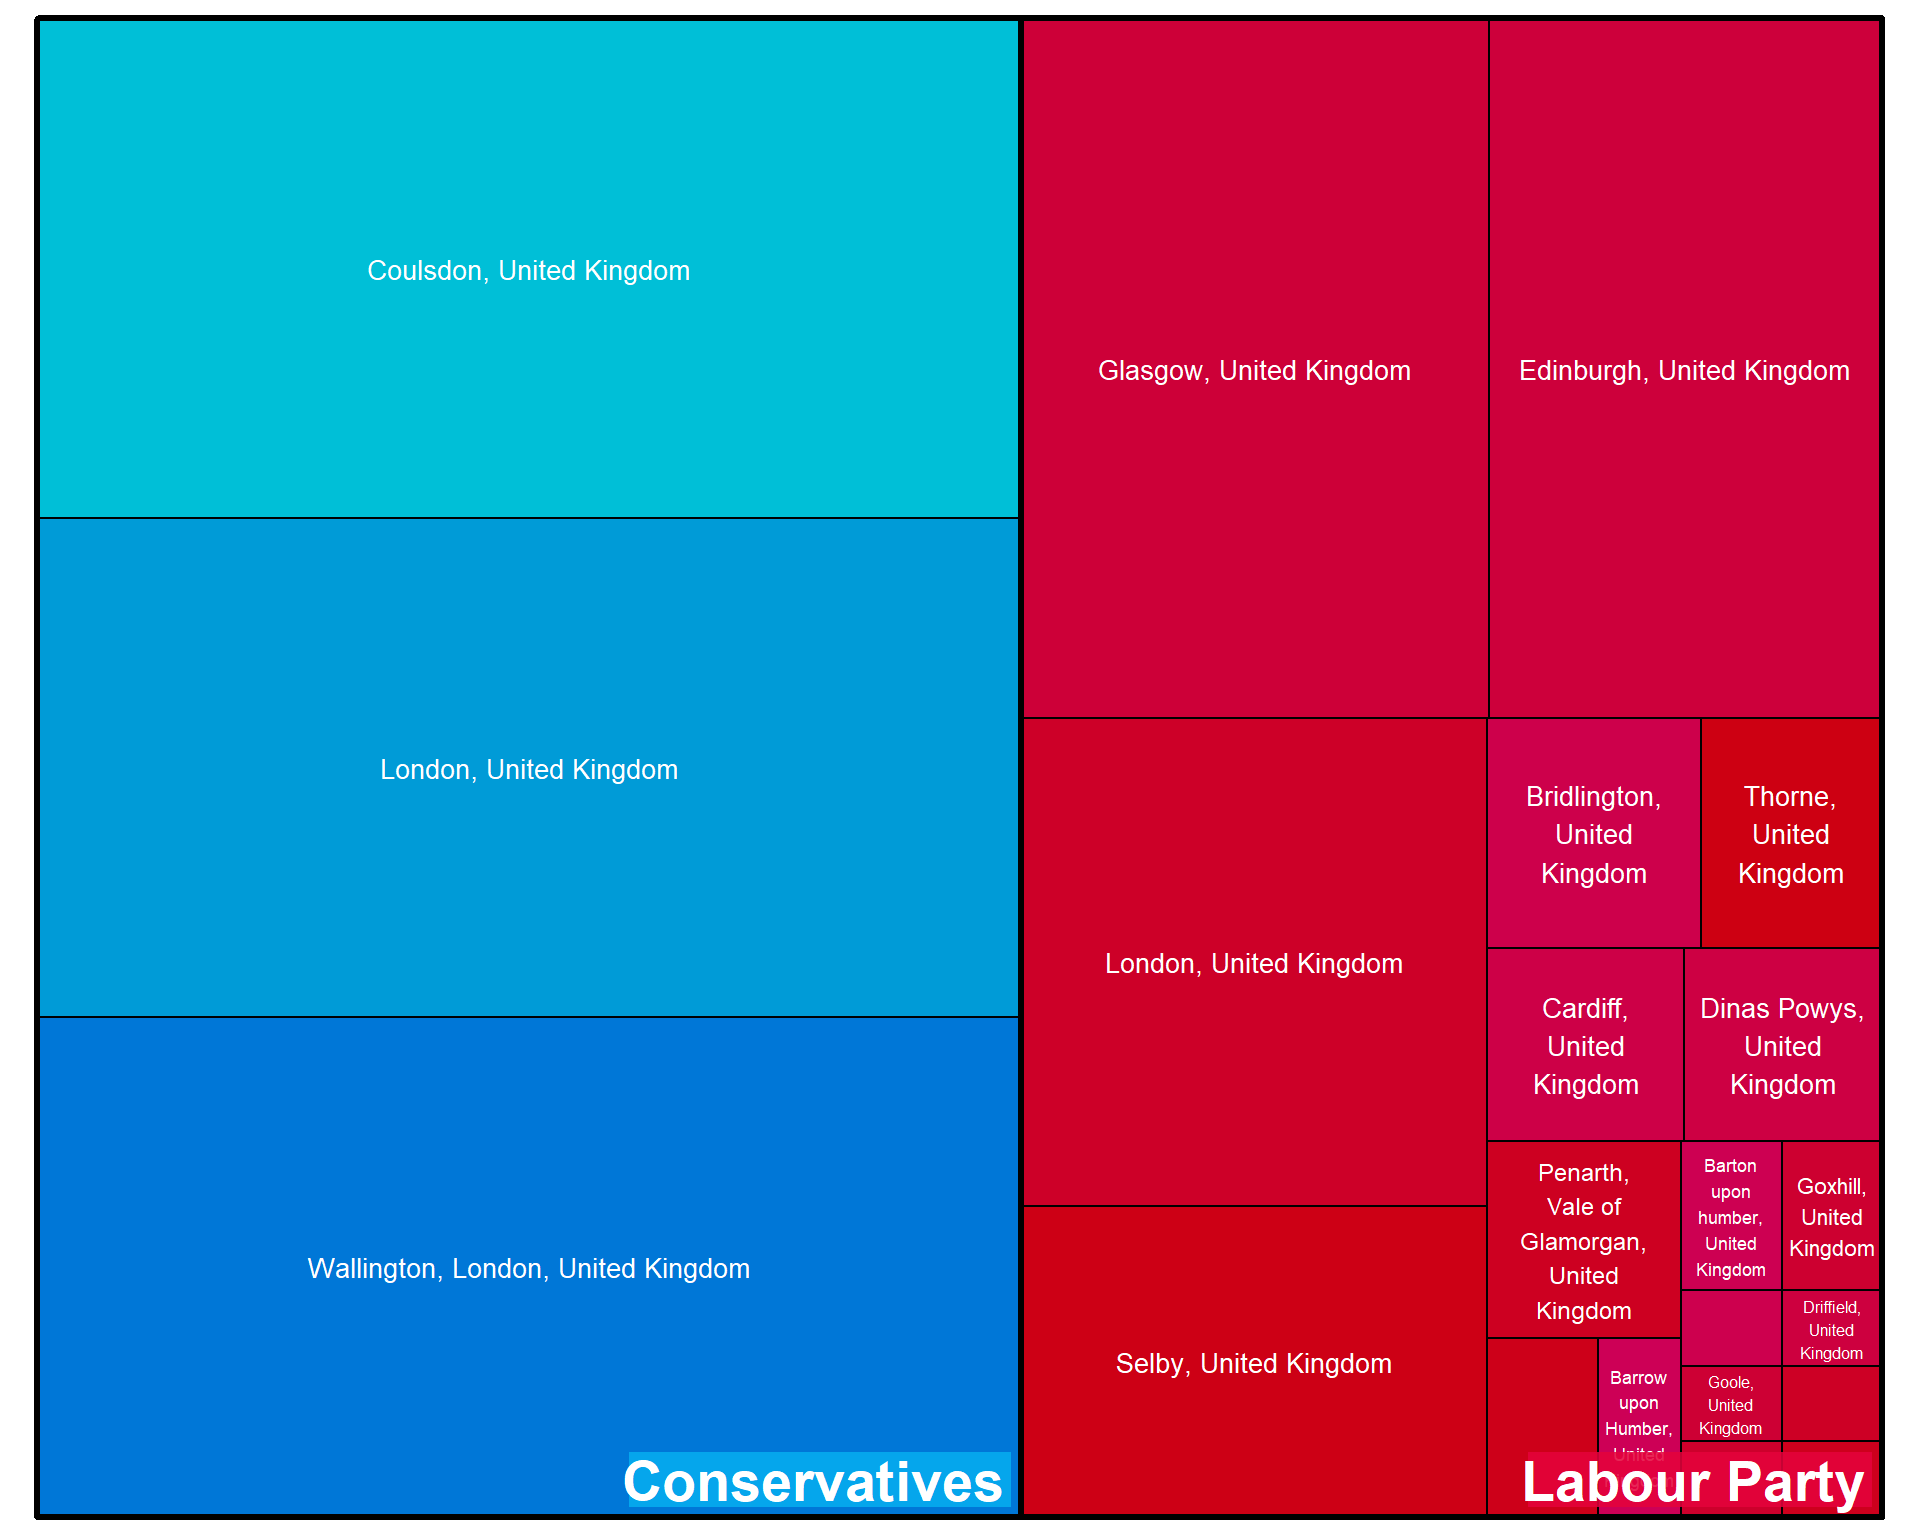 Coulsdon, United Kingdom
London, United Kingdom
Wallington, London, United Kingdom
Conservatives
Glasgow, United Kingdom
Edinburgh, United Kingdom
London, United Kingdom
Selby, United Kingdom
Bridlington,
United
Kingdom
Thorne,
United
Kingdom
Cardiff,
United
Kingdom
Dinas Powys,
United
Kingdom
Penarth,
Vale of
Glamorgan,
United
Kingdom
Barton
upon
humber,
United
Kingdom
Goxhill,
United
Kingdom
Driffield,
United
Kingdom
Goole,
United
Kingdom
Barrow
upon
Humber,
United
Labour Party